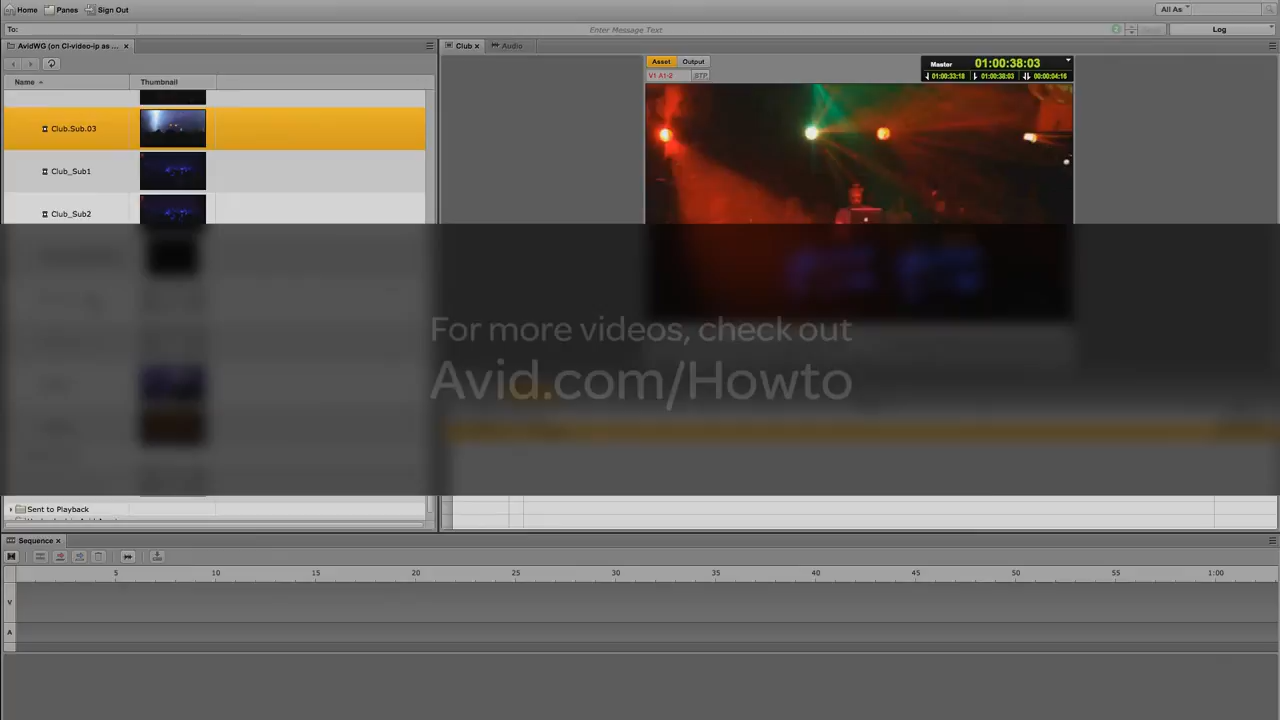 Home Panes Sign Out All As
To: Enter Message Text Log
AvidWG (on CI-video-ip as ... Club Audio
Asset Output Master 01:00:38:03
V1 A1-2 STP 01:00:33:18 01:00:38:03 00:00:04:16
Name Thumbnail
Club.Sub.03
Club_Sub1
Club_Sub2
For more videos, check out
Avid.com/Howto
Sent to Playback
Sequence
5 10 15 20 25 30 35 40 45 50 55 1:00
V
A